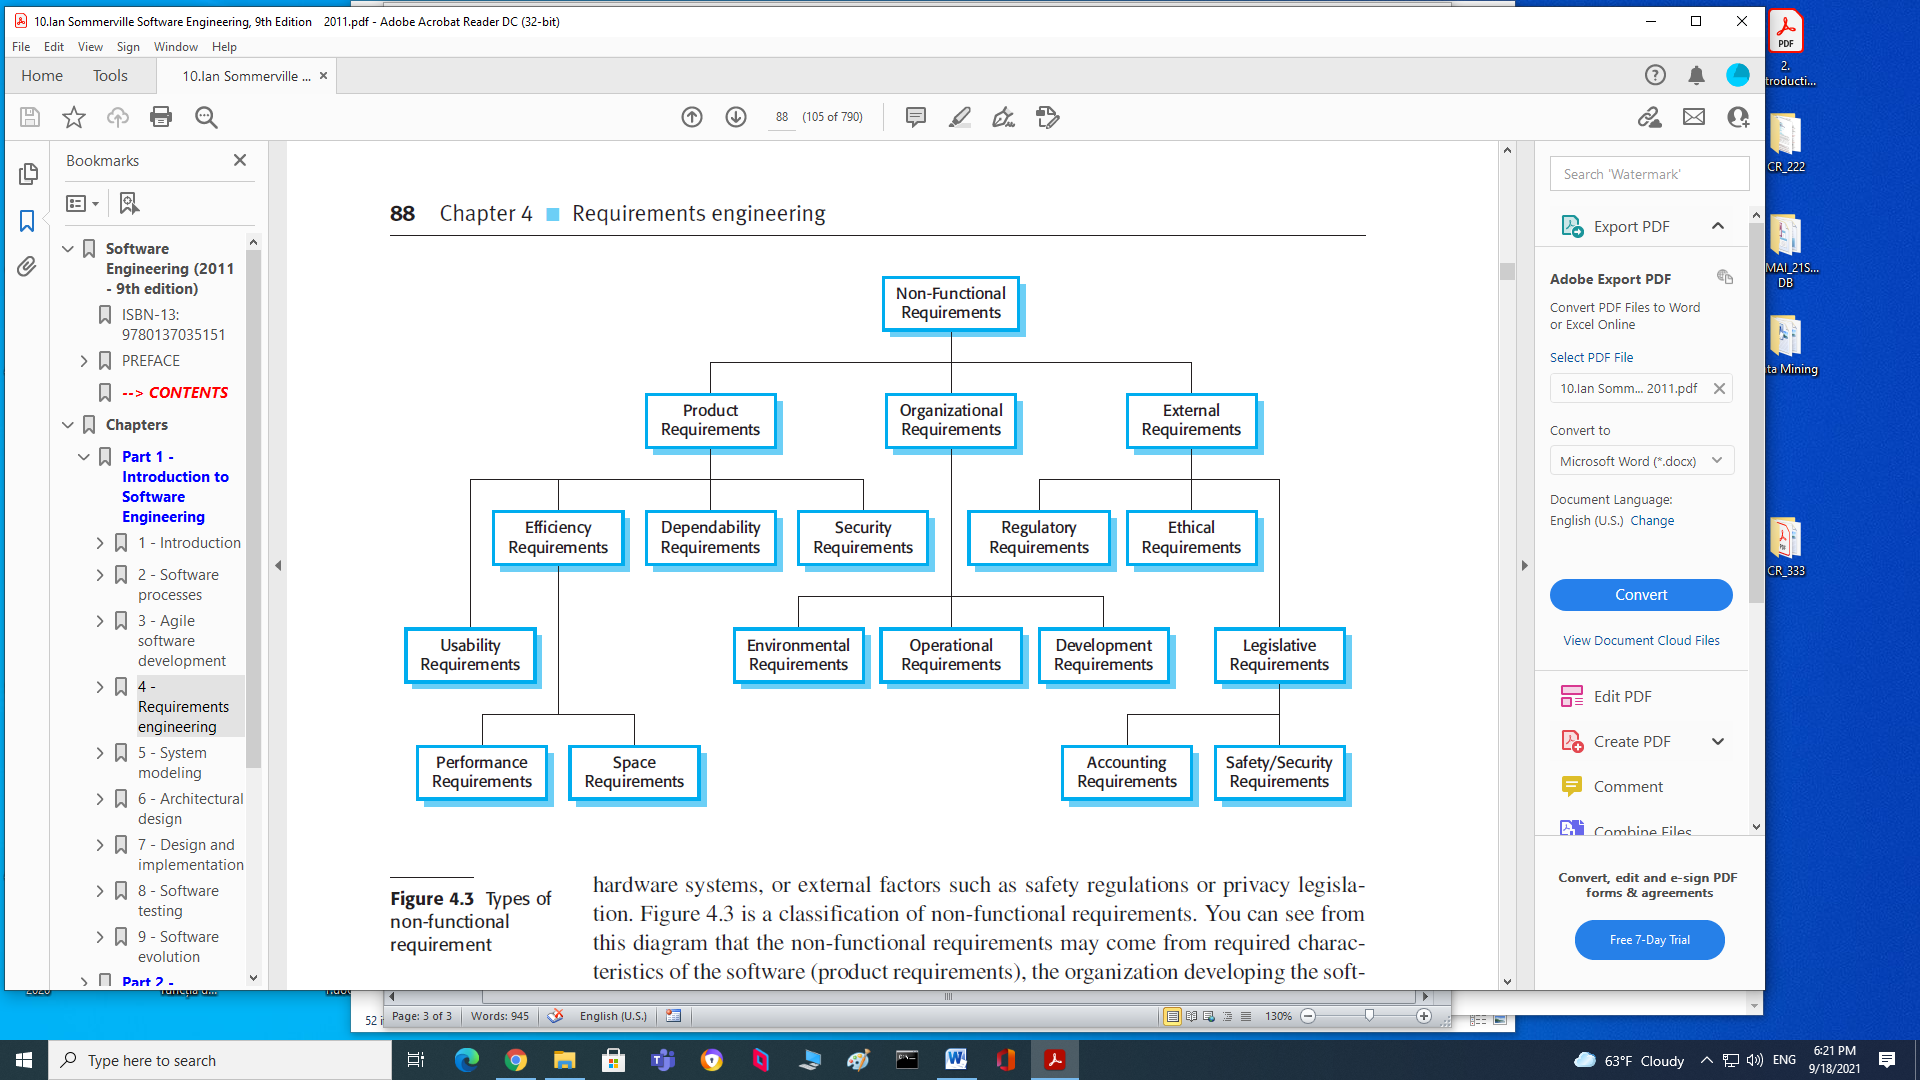 10.Ian Sommerville Software Engineering, 9th Edition 2011.pdf - Adobe Acrobat Reader DC (32-bit)
File Edit View Sign Window Help
Home Tools 10.Ian Sommerville ...
88 (105 of 790)
Bookmarks
Software
Engineering (2011
- 9th edition)
ISBN-13:
9780137035151
PREFACE
--> CONTENTS
Chapters
Part 1 -
Introduction to
Software
Engineering
1 - Introduction
2 - Software
processes
3 - Agile
software
development
4 -
Requirements
engineering
5 - System
modeling
6 - Architectural
design
7 - Design and
implementation
8 - Software
testing
9 - Software
evolution
Part 2 -
88 Chapter 4 Requirements engineering
Non-Functional
Requirements
Product
Requirements
Organizational
Requirements
External
Requirements
Efficiency
Requirements
Dependability
Requirements
Security
Requirements
Regulatory
Requirements
Ethical
Requirements
Usability
Requirements
Environmental
Requirements
Operational
Requirements
Development
Requirements
Legislative
Requirements
Performance
Requirements
Space
Requirements
Accounting
Requirements
Safety/Security
Requirements
Figure 4.3 Types of
non-functional
requirement
hardware systems, or external factors such as safety regulations or privacy legisla-
tion. Figure 4.3 is a classification of non-functional requirements. You can see from
this diagram that the non-functional requirements may come from required charac-
teristics of the software (product requirements), the organization developing the soft-
Search 'Watermark'
Export PDF
Adobe Export PDF
Convert PDF Files to Word
or Excel Online
Select PDF File
10.Ian Somm... 2011.pdf
Convert to
Microsoft Word (*.docx)
Document Language:
English (U.S.) Change
Convert
View Document Cloud Files
Edit PDF
Create PDF
Comment
Combine Files
Convert, edit and e-sign PDF
forms & agreements
Free 7-Day Trial
PDF
2.
troducti...
CR_222
MAI_21S...
DB
ta Mining
CR_333
52 i
Page: 3 of 3 Words: 945 English (U.S.) 130%
Type here to search
63°F Cloudy
ENG
6:21 PM
9/18/2021